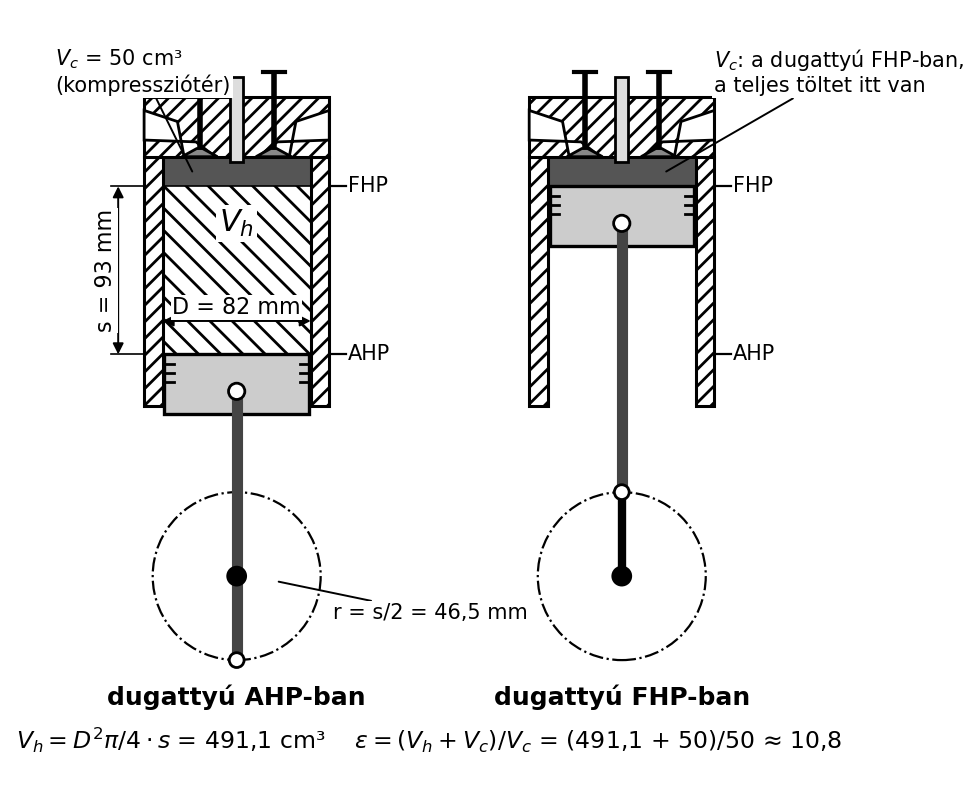 V_c = 50 cm³
(kompressziótér)
V_c: a dugattyú FHP-ban,
a teljes töltet itt van
FHP
FHP
V_h
s = 93 mm
D = 82 mm
AHP
AHP
r = s/2 = 46,5 mm
dugattyú AHP-ban
dugattyú FHP-ban
V_h = D²π/4 · s = 491,1 cm³
ε = (V_h + V_c)/V_c = (491,1 + 50)/50 ≈ 10,8